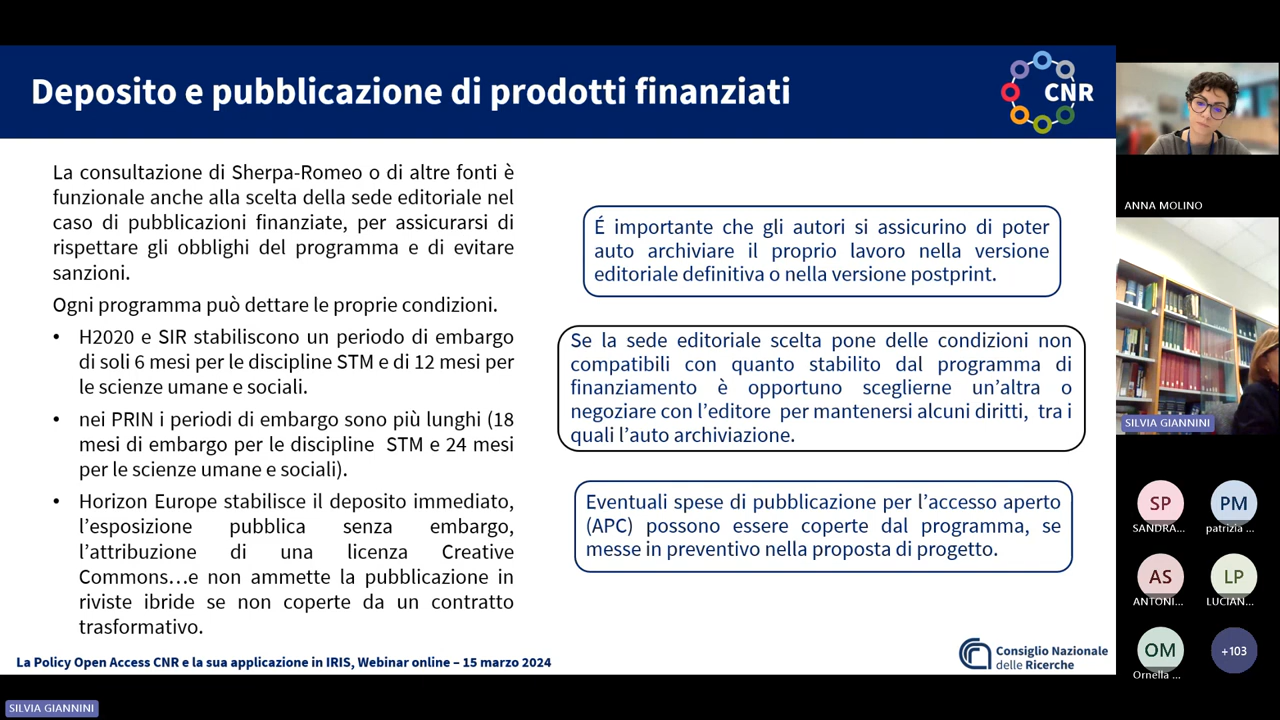 Deposito e pubblicazione di prodotti finanziati
CNR
La consultazione di Sherpa-Romeo o di altre fonti è
funzionale anche alla scelta della sede editoriale nel
caso di pubblicazioni finanziate, per assicurarsi di
rispettare gli obblighi del programma e di evitare
sanzioni.
Ogni programma può dettare le proprie condizioni.
• H2020 e SIR stabiliscono un periodo di embargo
di soli 6 mesi per le discipline STM e di 12 mesi per
le scienze umane e sociali.
• nei PRIN i periodi di embargo sono più lunghi (18
mesi di embargo per le discipline STM e 24 mesi
per le scienze umane e sociali).
• Horizon Europe stabilisce il deposito immediato,
l’esposizione pubblica senza embargo,
l’attribuzione di una licenza Creative
Commons…e non ammette la pubblicazione in
riviste ibride se non coperte da un contratto
trasformativo.
É importante che gli autori si assicurino di poter
auto archiviare il proprio lavoro nella versione
editoriale definitiva o nella versione postprint.
Se la sede editoriale scelta pone delle condizioni non
compatibili con quanto stabilito dal programma di
finanziamento è opportuno sceglierne un’altra o
negoziare con l’editore per mantenersi alcuni diritti, tra i
quali l’auto archiviazione.
Eventuali spese di pubblicazione per l’accesso aperto
(APC) possono essere coperte dal programma, se
messe in preventivo nella proposta di progetto.
La Policy Open Access CNR e la sua applicazione in IRIS, Webinar online – 15 marzo 2024
Consiglio Nazionale
delle Ricerche
ANNA MOLINO
SILVIA GIANNINI
SP
SANDRA...
PM
patrizia ...
AS
ANTONI...
LP
LUCIAN...
OM
Ornella ...
+103
SILVIA GIANNINI